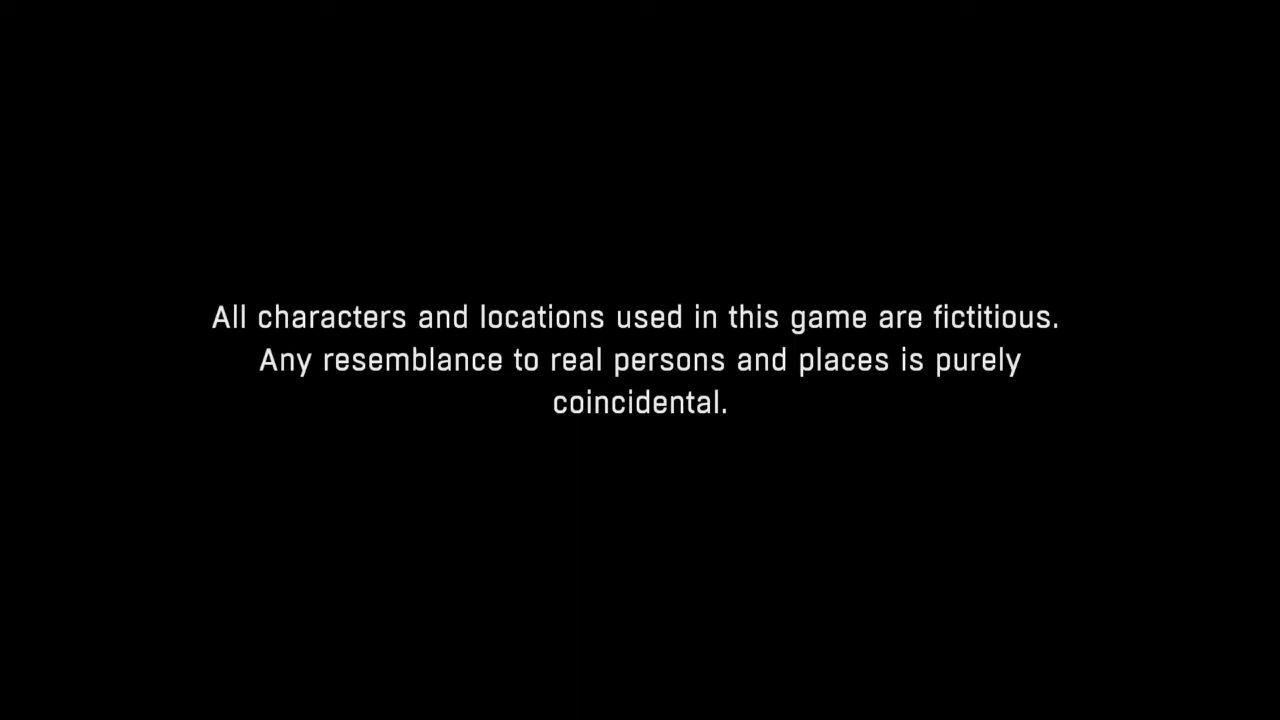 All characters and locations used in this game are fictitious.
Any resemblance to real persons and places is purely
coincidental.